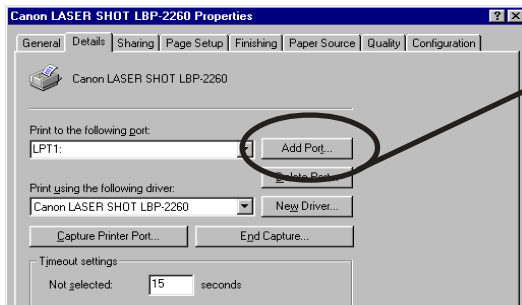 Canon LASER SHOT LBP-2260 Properties
General Details Sharing Page Setup Finishing Paper Source Quality Configuration
Canon LASER SHOT LBP-2260
Print to the following port:
LPT1: Add Port...
Delete Port...
Print using the following driver:
Canon LASER SHOT LBP-2260 New Driver...
Capture Printer Port... End Capture...
Timeout settings
Not selected: 15 seconds